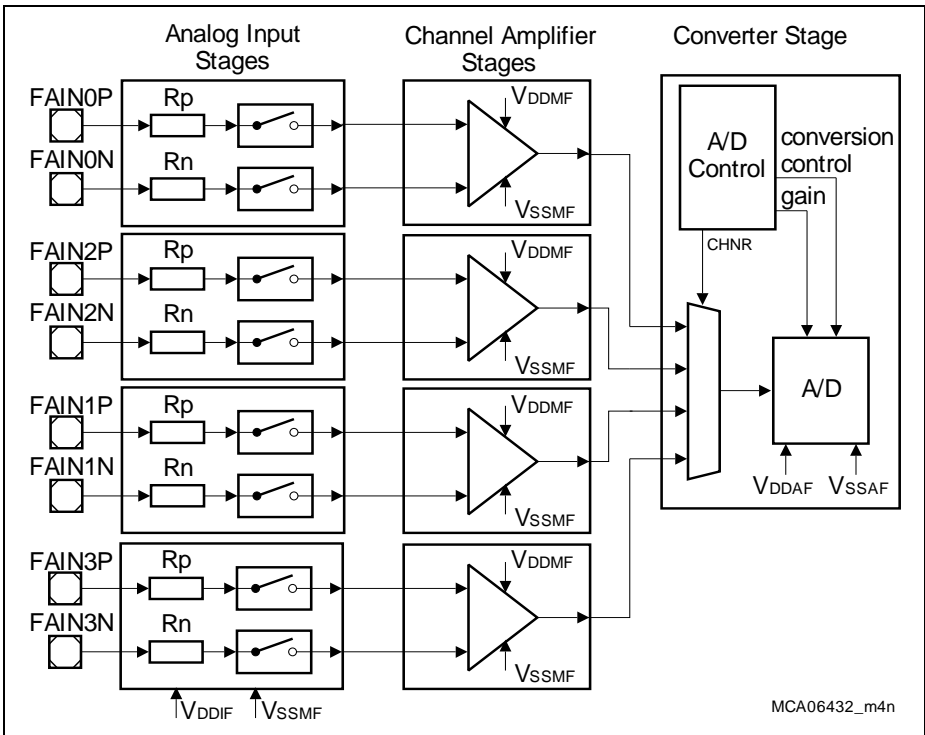 Analog Input
Stages
Channel Amplifier
Stages
Converter Stage
FAIN0P
Rp
FAIN0N
Rn
VDDMF
VSSMF
A/D
Control
conversion
control
gain
CHNR
FAIN2P
Rp
FAIN2N
Rn
VDDMF
VSSMF
A/D
VDDAF
VSSAF
FAIN1P
Rp
FAIN1N
Rn
VDDMF
VSSMF
FAIN3P
Rp
FAIN3N
Rn
VDDMF
VSSMF
VDDIF
VSSMF
MCA06432_m4n